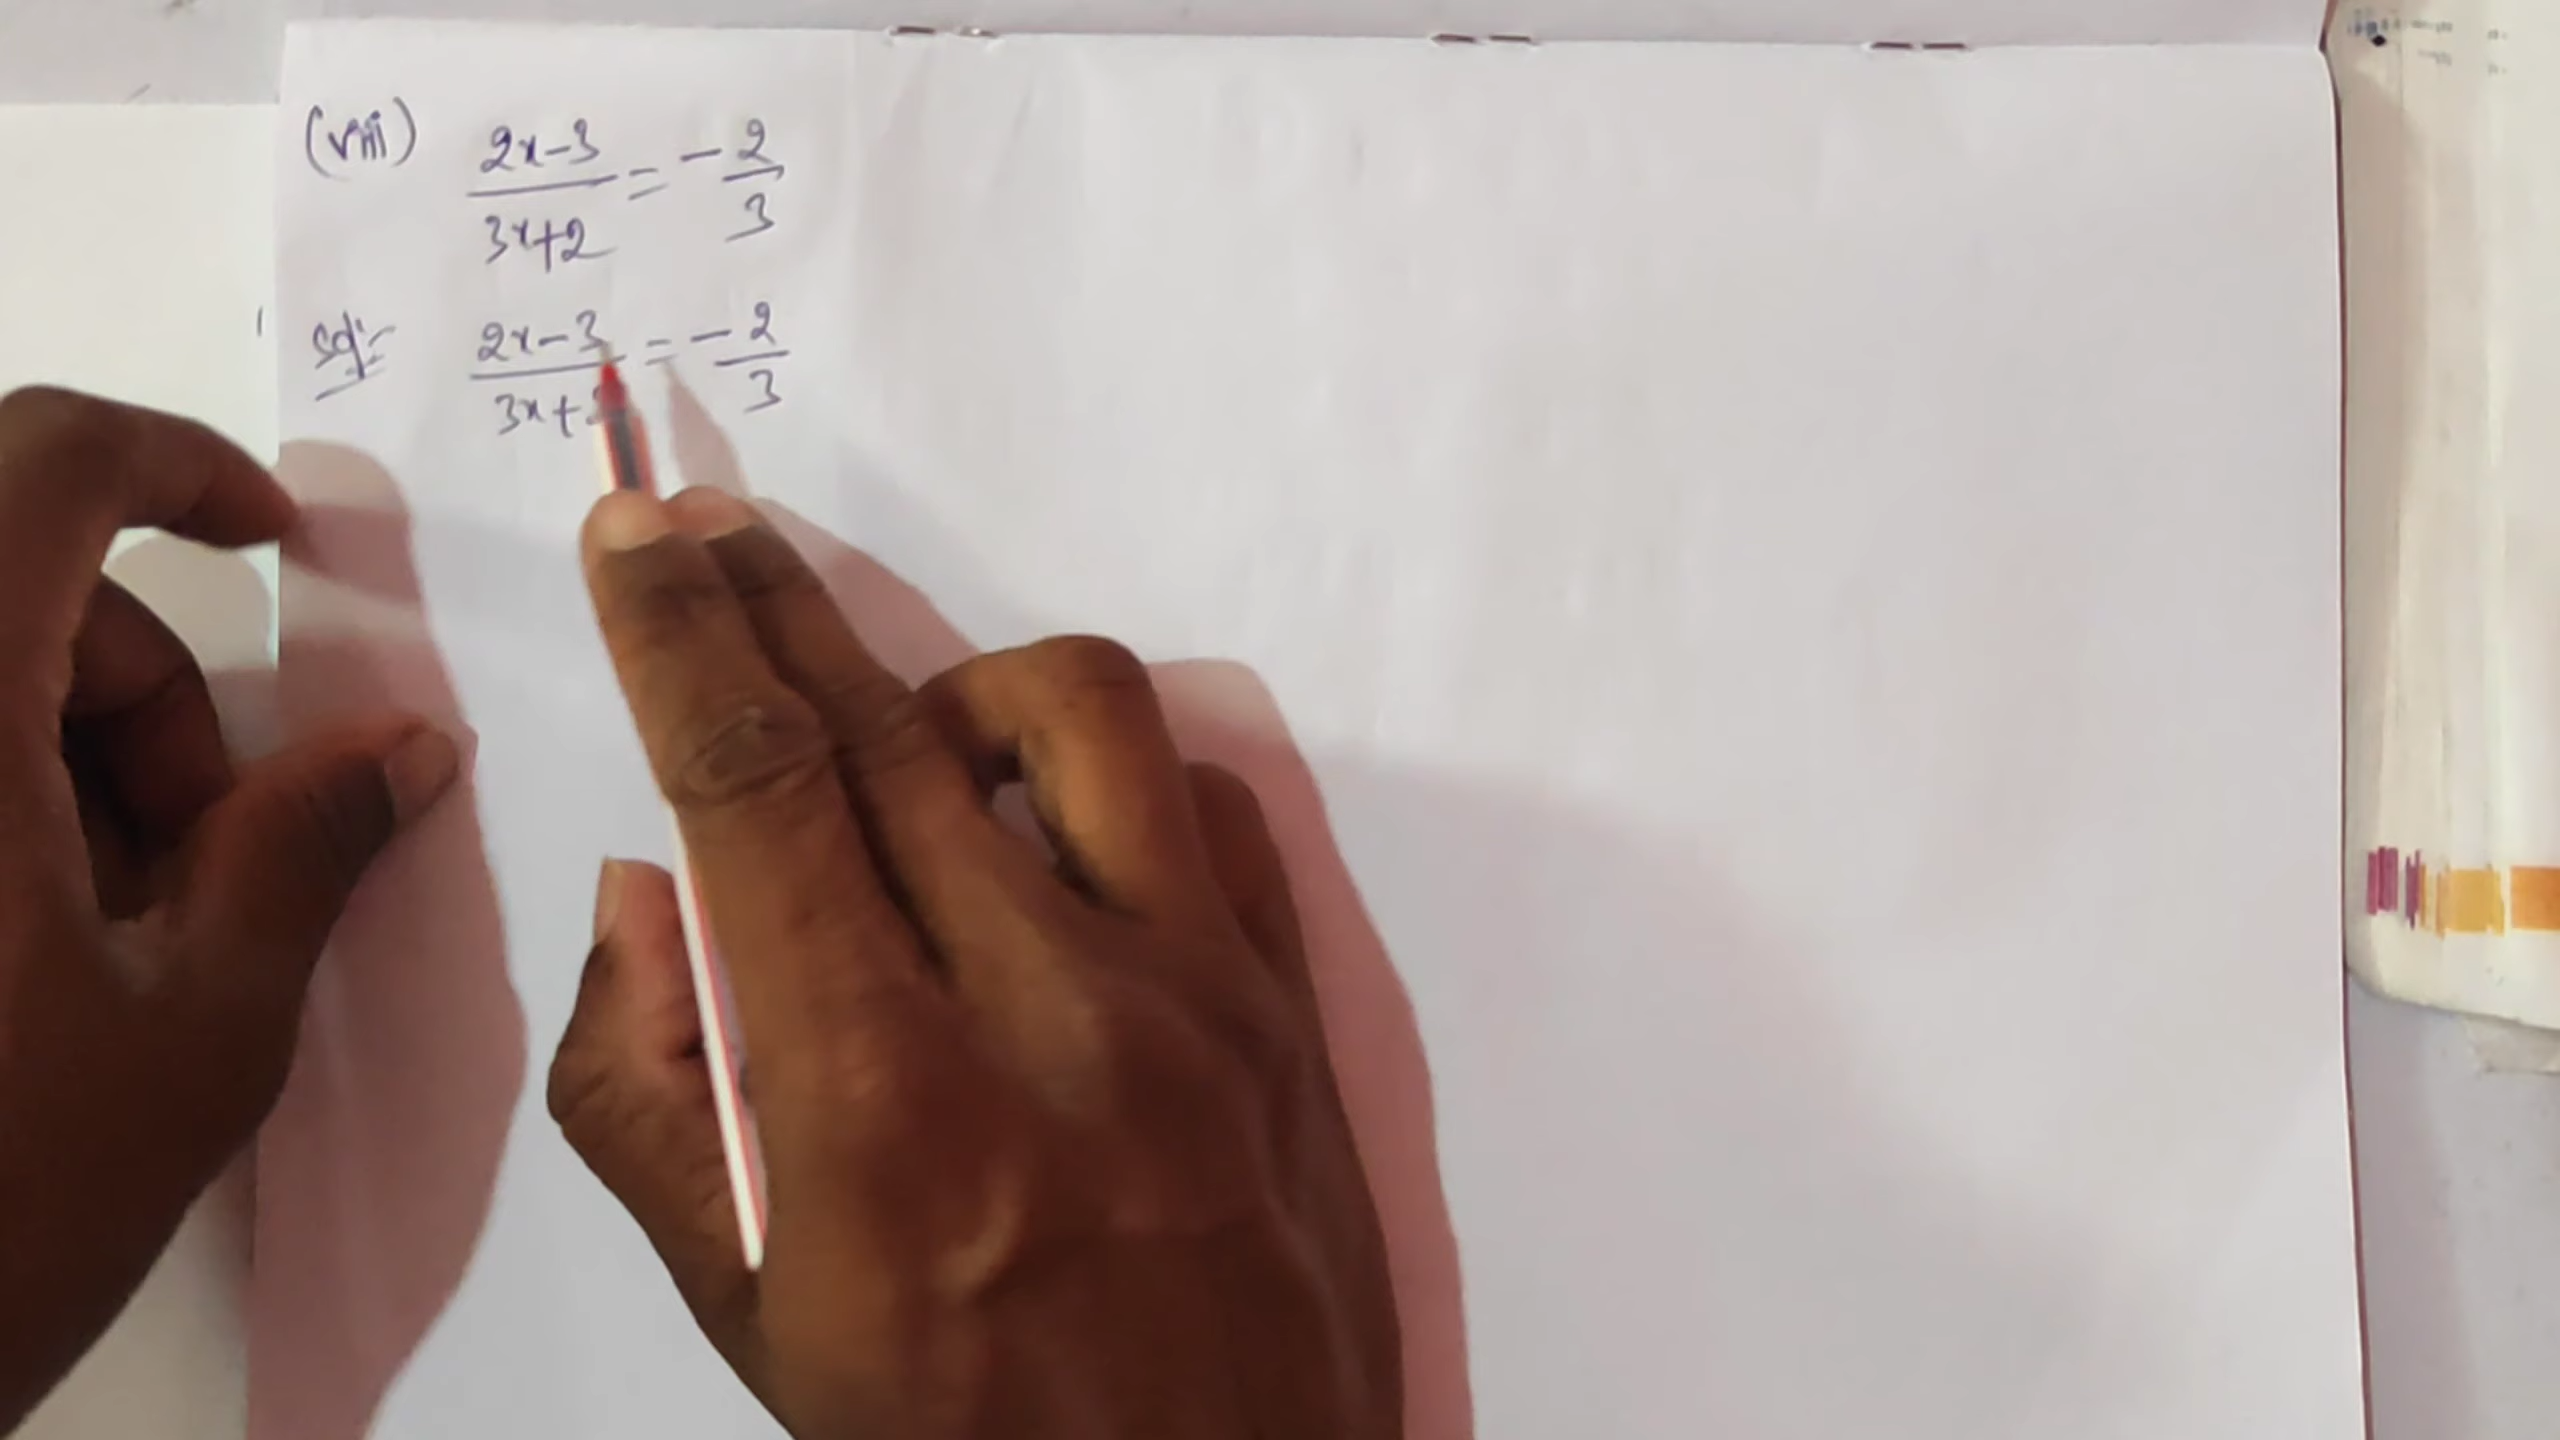 (viii) 2x-3/3x+2 = -2/3
Sol:- 2x-3/3x+ = -2/3